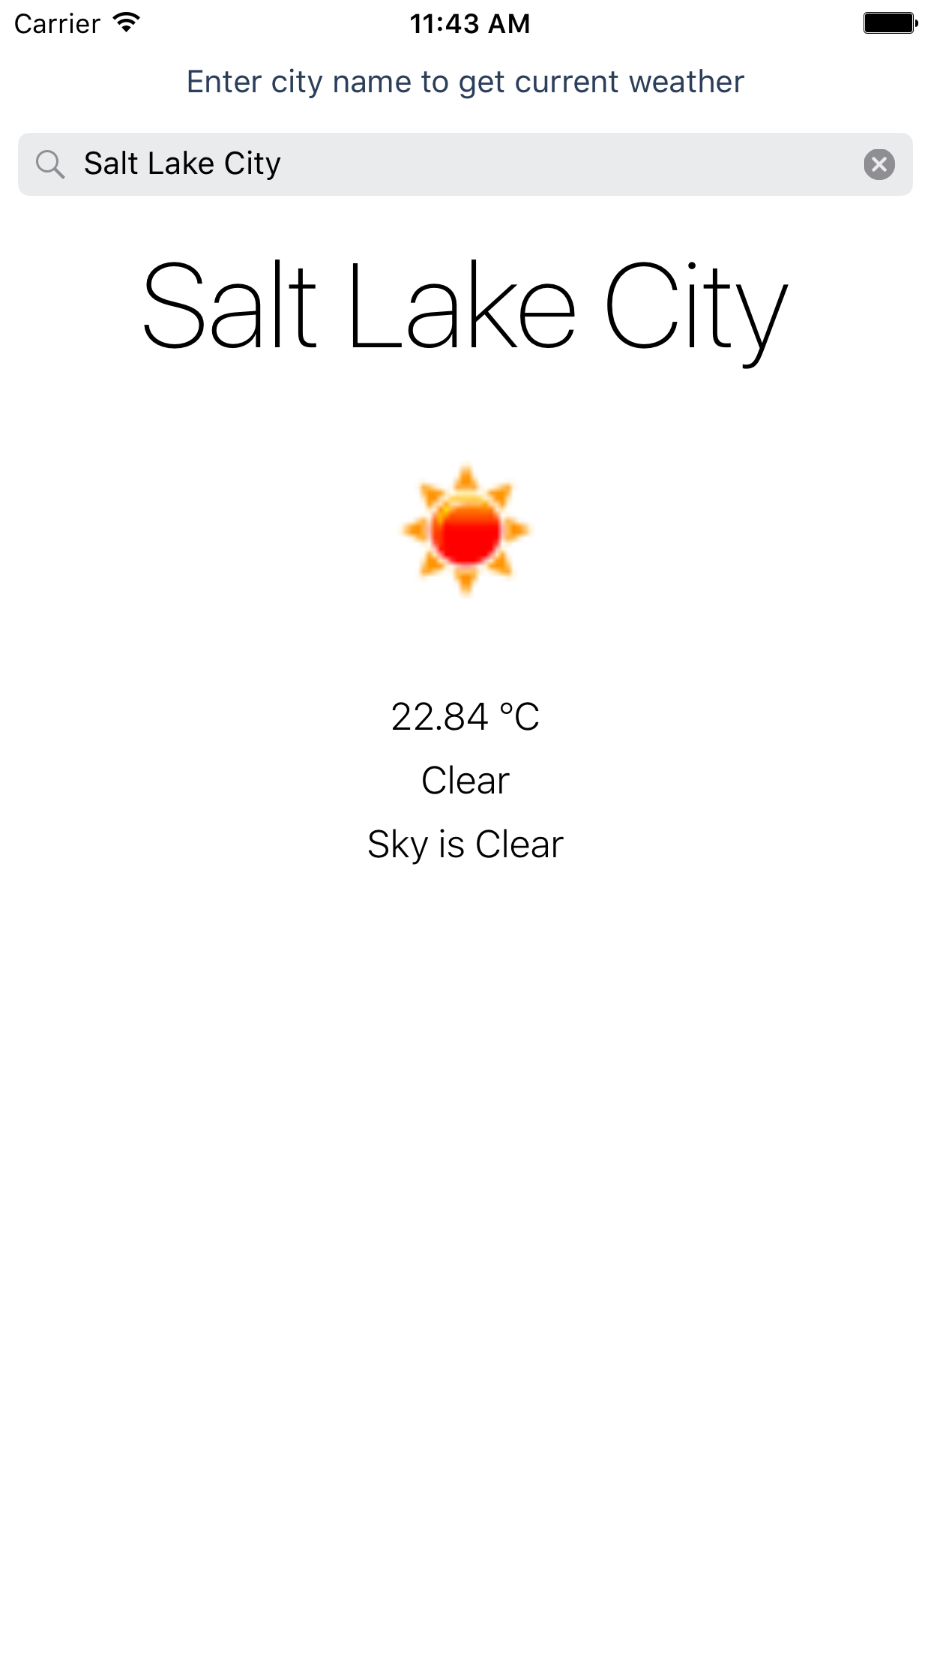 Carrier 11:43 AM
Enter city name to get current weather
Salt Lake City
Salt Lake City
22.84 °C
Clear
Sky is Clear